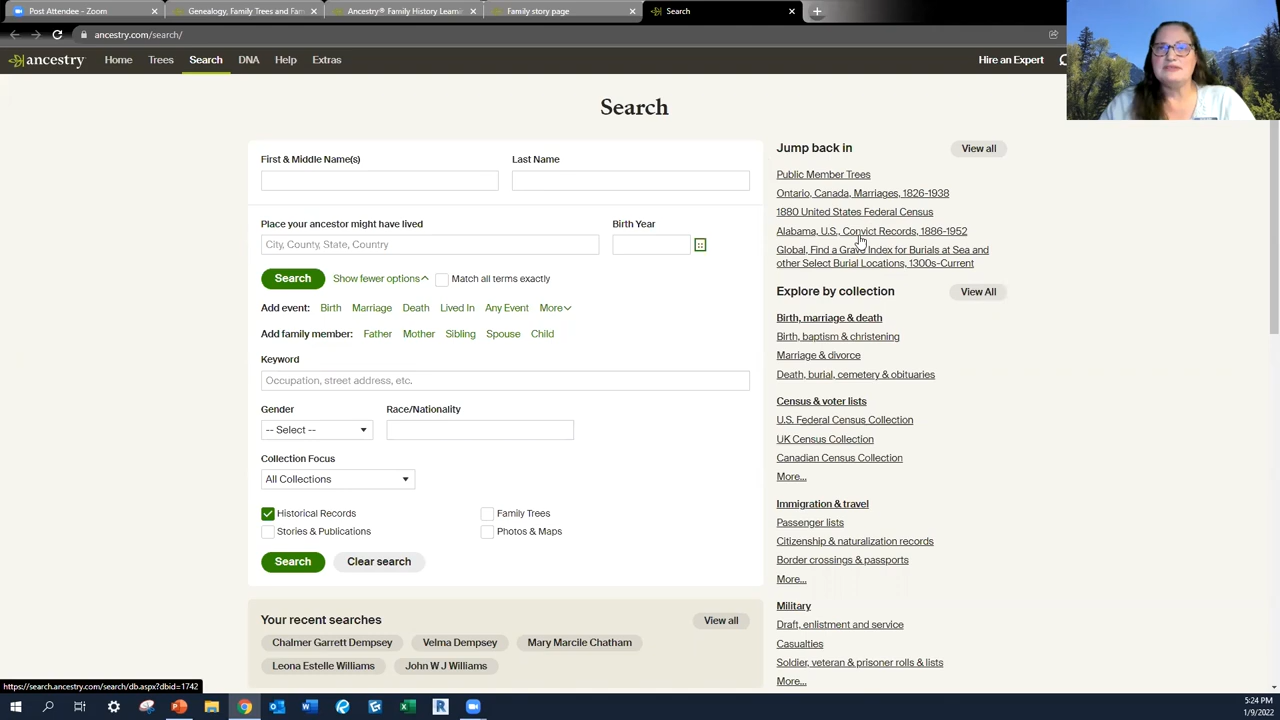 Post Attendee - Zoom
Genealogy, Family Trees and Fam
Ancestry® Family History Learni
Family story page
Search
ancestry.com/search/
ancestry
Home
Trees
Search
DNA
Help
Extras
Hire an Expert
Search
First & Middle Name(s)
Last Name
Place your ancestor might have lived
Birth Year
City, County, State, Country
Search
Show fewer options
Match all terms exactly
Add event:
Birth
Marriage
Death
Lived In
Any Event
More
Add family member:
Father
Mother
Sibling
Spouse
Child
Keyword
Occupation, street address, etc.
Gender
Race/Nationality
-- Select --
Collection Focus
All Collections
Historical Records
Family Trees
Stories & Publications
Photos & Maps
Search
Clear search
Your recent searches
View all
Chalmer Garrett Dempsey
Velma Dempsey
Mary Marcile Chatham
Leona Estelle Williams
John W J Williams
Jump back in
View all
Public Member Trees
Ontario, Canada, Marriages, 1826-1938
1880 United States Federal Census
Alabama, U.S., Convict Records, 1886-1952
Global, Find a Grave Index for Burials at Sea and
other Select Burial Locations, 1300s-Current
Explore by collection
View All
Birth, marriage & death
Birth, baptism & christening
Marriage & divorce
Death, burial, cemetery & obituaries
Census & voter lists
U.S. Federal Census Collection
UK Census Collection
Canadian Census Collection
More...
Immigration & travel
Passenger lists
Citizenship & naturalization records
Border crossings & passports
More...
Military
Draft, enlistment and service
Casualties
Soldier, veteran & prisoner rolls & lists
More...
https://search.ancestry.com/search/db.aspx?dbid=1742
5:24 PM
1/9/2022